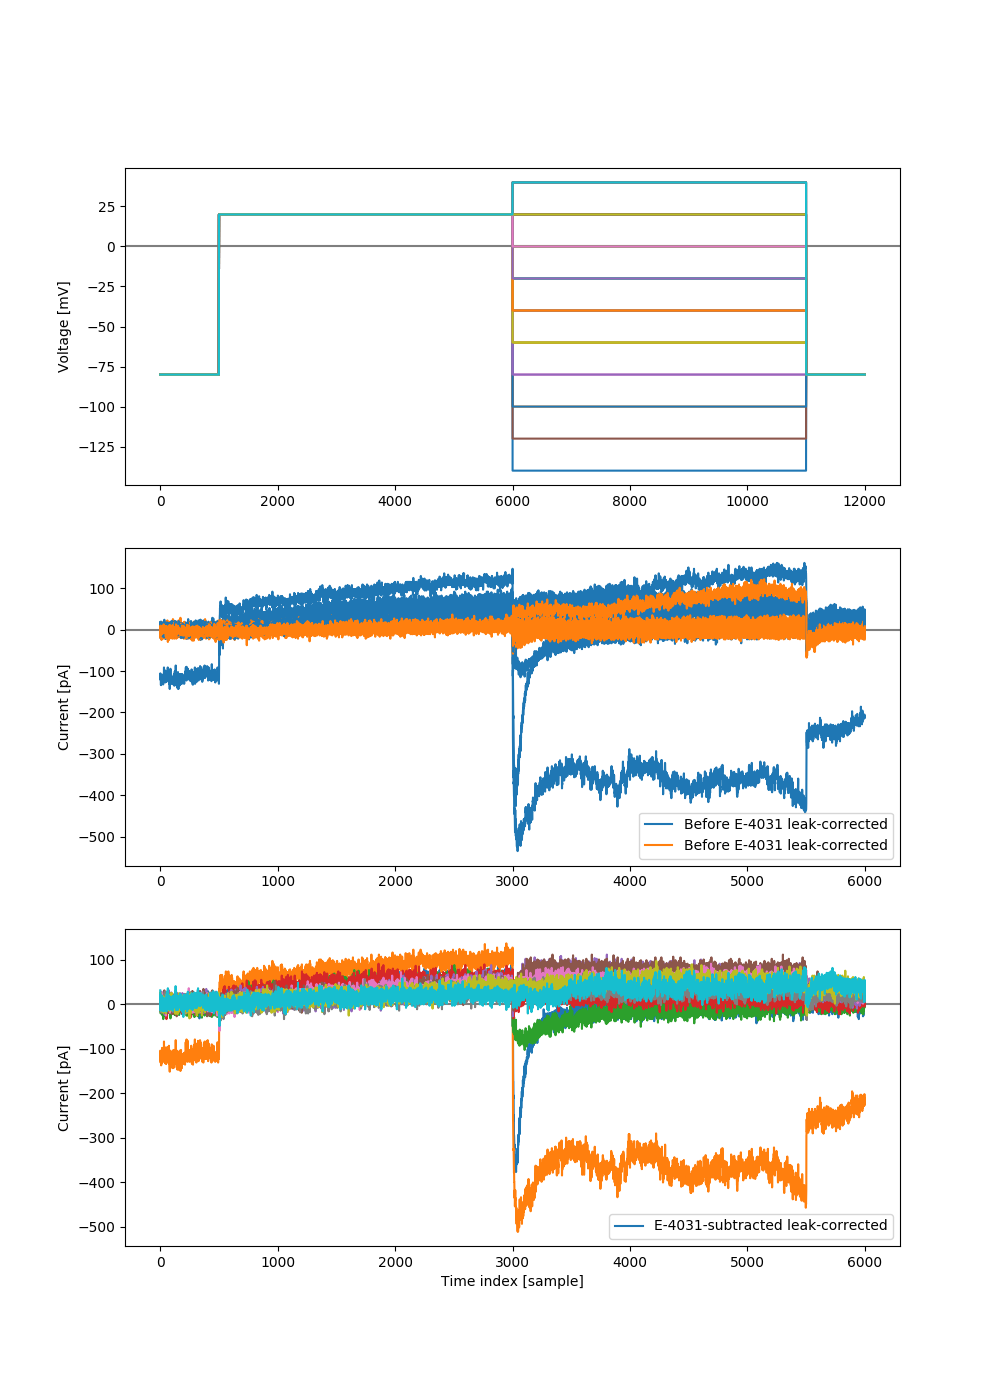 25
0
−25
−50
−75
−100
−125
Voltage [mV]
0 2000 4000 6000 8000 10000 12000
100
0
−100
−200
−300
−400
−500
Current [pA]
Before E-4031 leak-corrected
Before E-4031 leak-corrected
0 1000 2000 3000 4000 5000 6000
100
0
−100
−200
−300
−400
−500
Current [pA]
E-4031-subtracted leak-corrected
0 1000 2000 3000 4000 5000 6000
Time index [sample]